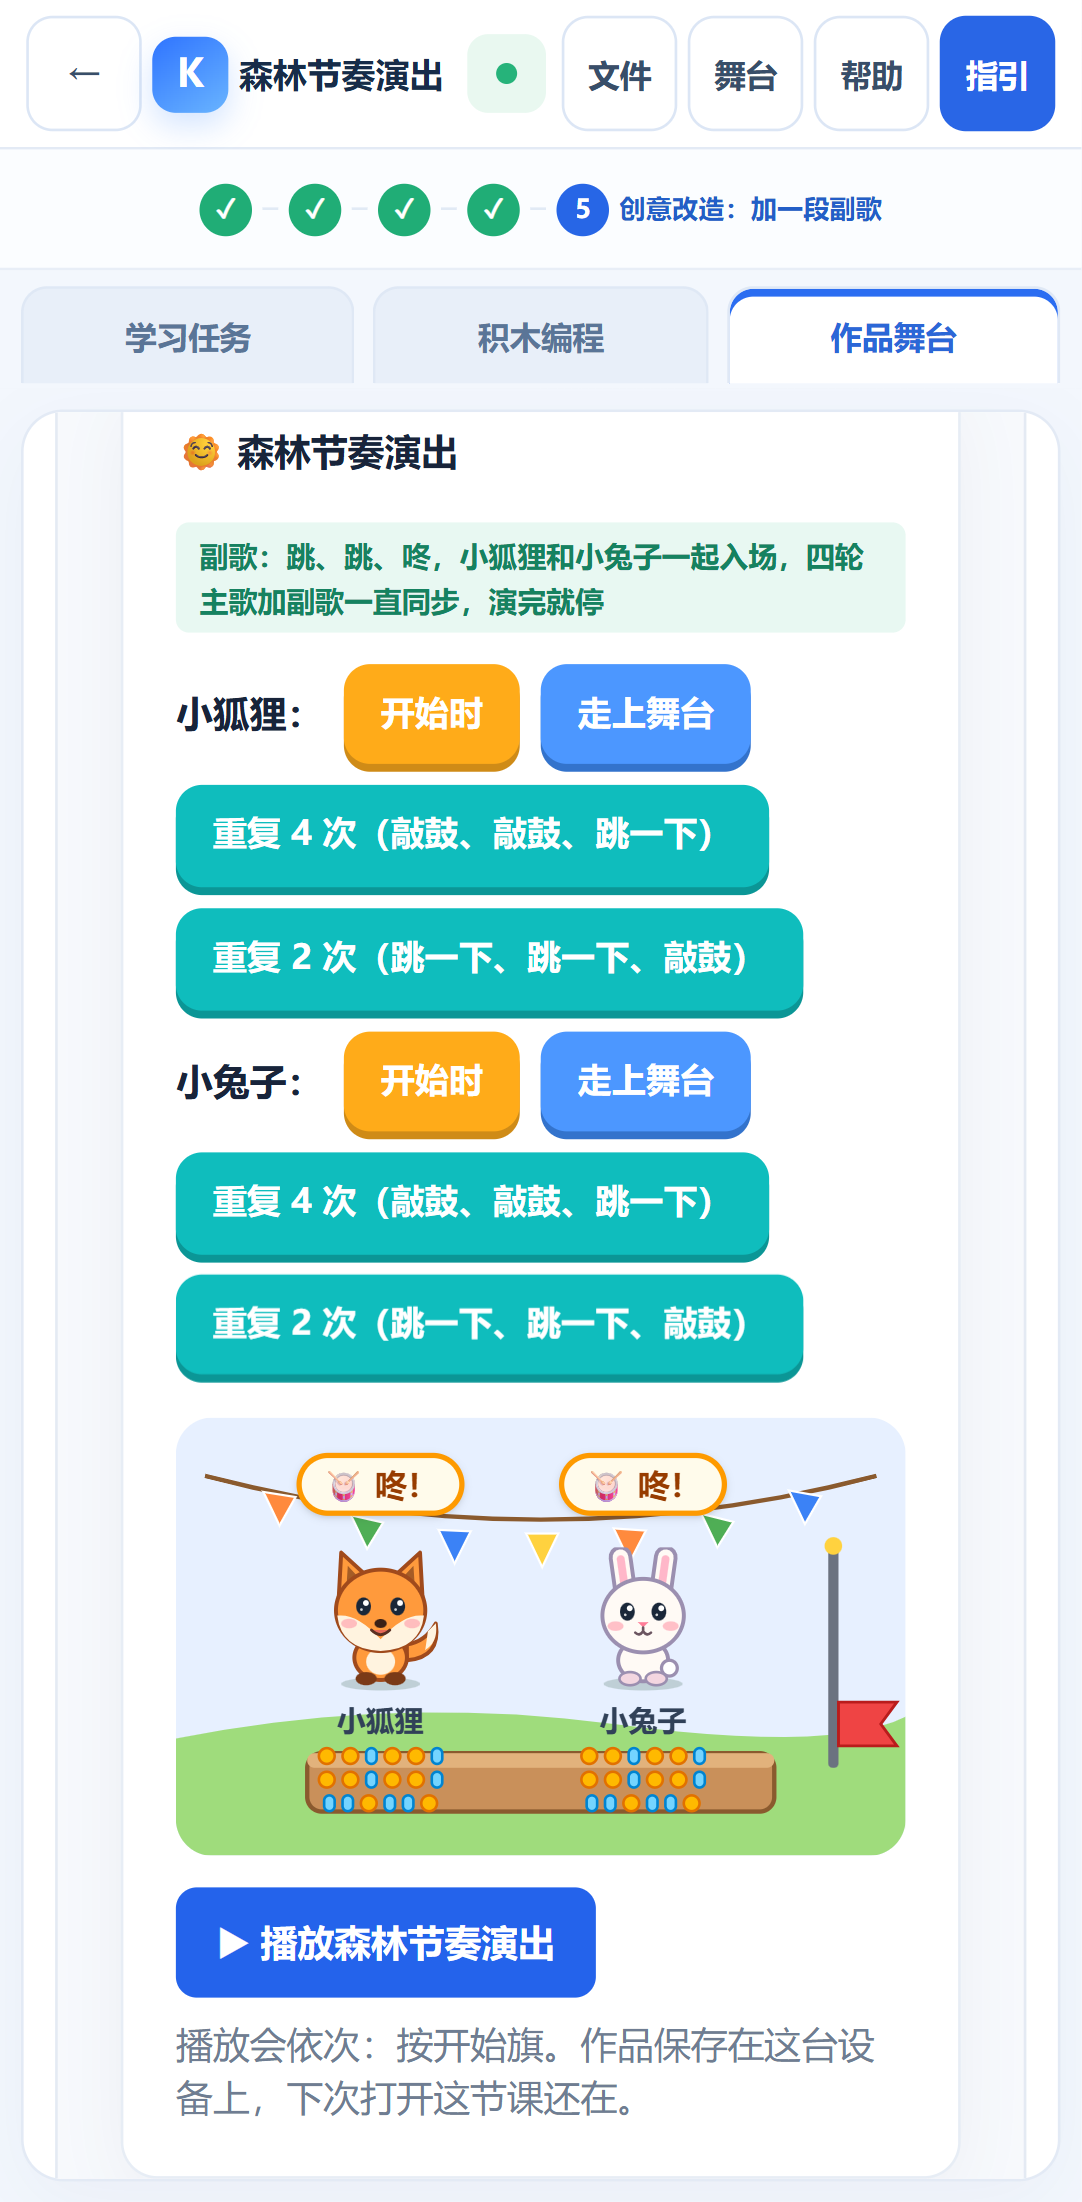 ← K 森林节奏演出 文件 舞台 帮助 指引
✓ ✓ ✓ ✓ 5 创意改造：加一段副歌
学习任务 积木编程 作品舞台
森林节奏演出
副歌：跳、跳、咚，小狐狸和小兔子一起入场，四轮
主歌加副歌一直同步，演完就停
小狐狸： 开始时 走上舞台
重复 4 次（敲鼓、敲鼓、跳一下）
重复 2 次（跳一下、跳一下、敲鼓）
小兔子： 开始时 走上舞台
重复 4 次（敲鼓、敲鼓、跳一下）
重复 2 次（跳一下、跳一下、敲鼓）
咚！ 咚！
小狐狸 小兔子
▶ 播放森林节奏演出
播放会依次：按开始旗。作品保存在这台设
备上，下次打开这节课还在。